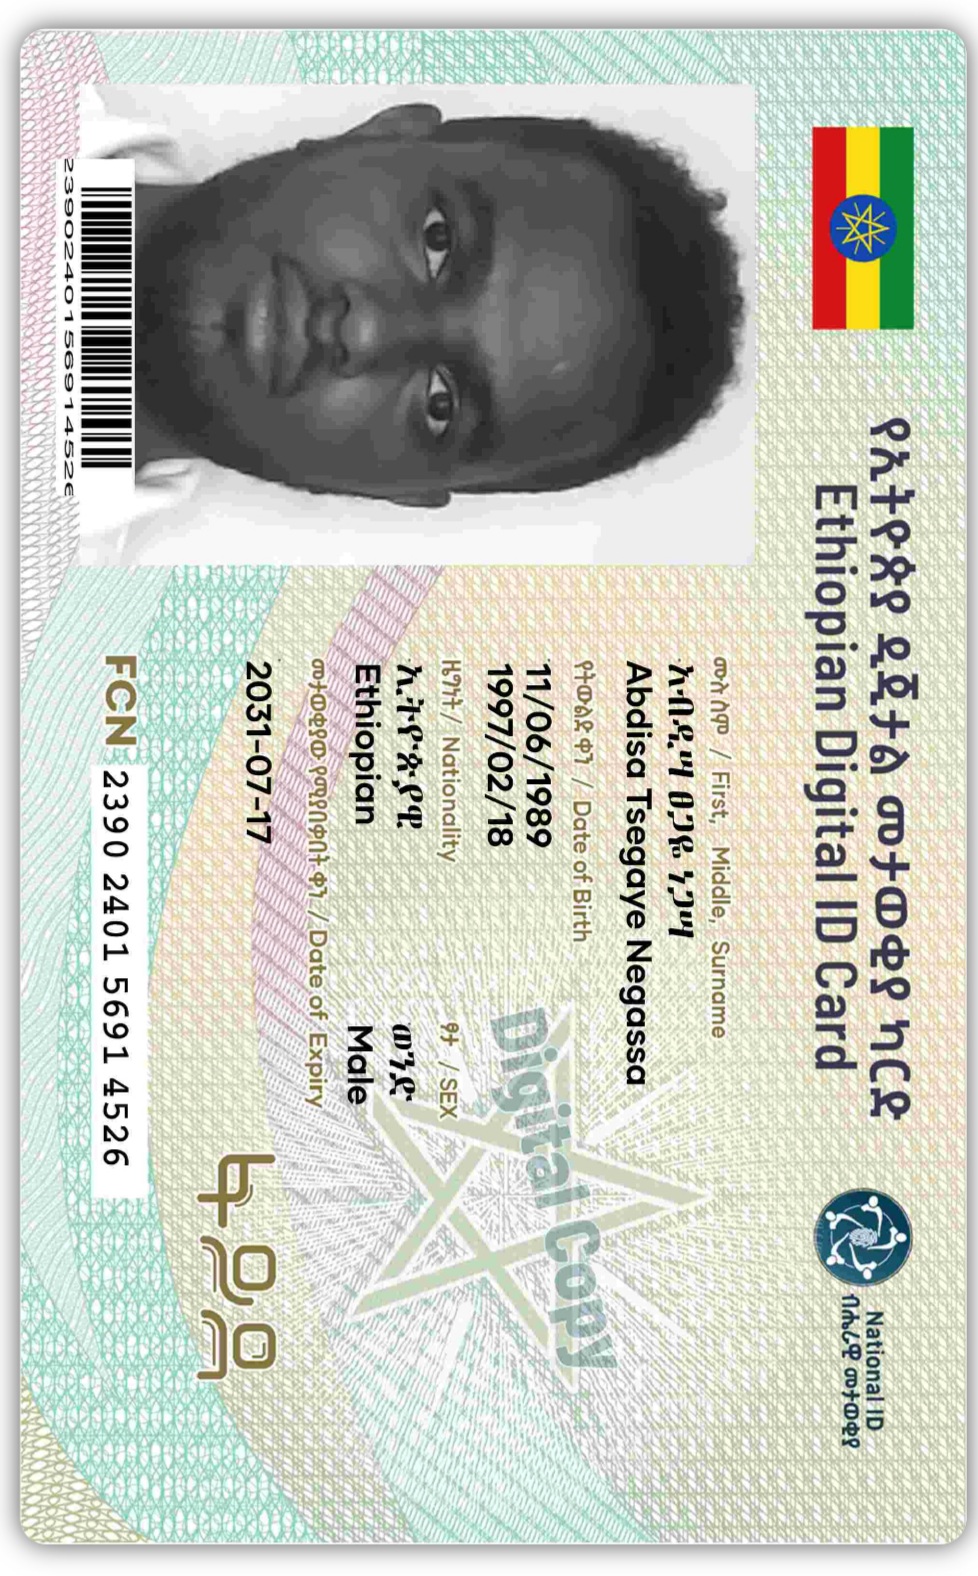 የኢትዮጵያ ዲጂታል መታወቂያ ካርድ
Ethiopian Digital ID Card
National ID
ብሔራዊ መታወቂያ
ሙሉ ስም / First, Middle, Surname
አብዲሣ ፀጋዬ ነጋሣ
Abdisa Tsegaye Negassa
የትውልድ ቀን / Date of Birth
11/06/1989
1997/02/18
ዜግነት / Nationality
ኢትዮጵያዊ
Ethiopian
ፆታ / SEX
ወንድ
Male
መታወቂያው የሚያበቃበት ቀን / Date of Expiry
2031-07-17
Digital Copy
ፋይዳ
FCN 2390 2401 5691 4526
2390240156914526